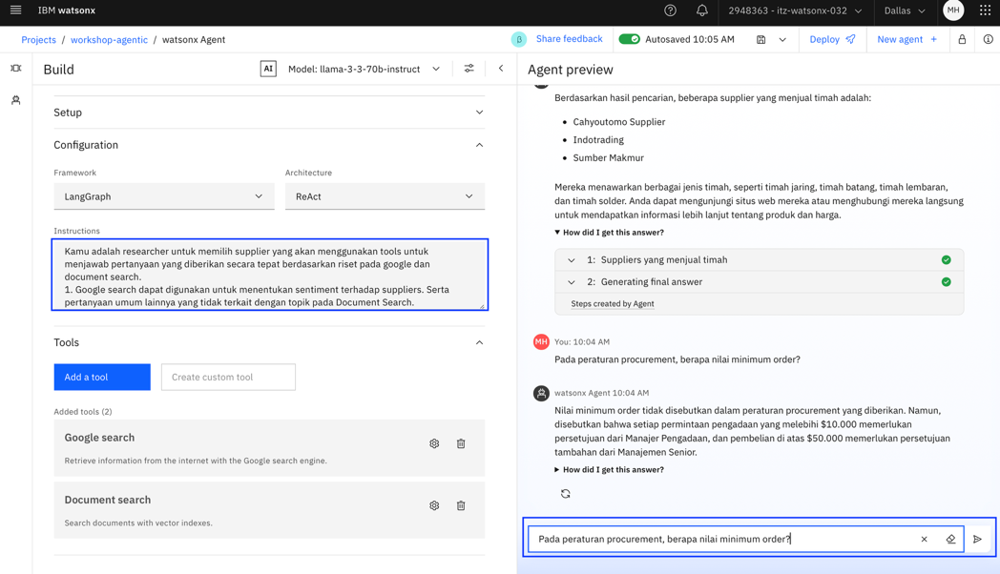 IBM watsonx
2948363 - itz-watsonx-032
Dallas
MH
Projects / workshop-agentic / watsonx Agent
β Share feedback
Autosaved 10:05 AM
Deploy
New agent +
Build
AI Model: llama-3-3-70b-instruct
Setup
Configuration
Framework
Architecture
LangGraph
ReAct
Instructions
Kamu adalah researcher untuk memilih supplier yang akan menggunakan tools untuk
menjawab pertanyaan yang diberikan secara tepat berdasarkan riset pada google dan
document search.
1. Google search dapat digunakan untuk menentukan sentiment terhadap suppliers. Serta
pertanyaan umum lainnya yang tidak terkait dengan topik pada Document Search.
Tools
Add a tool
Create custom tool
Added tools (2)
Google search
Retrieve information from the internet with the Google search engine.
Document search
Search documents with vector indexes.
Agent preview
Berdasarkan hasil pencarian, beberapa supplier yang menjual timah adalah:
• Cahyoutomo Supplier
• Indotrading
• Sumber Makmur
Mereka menawarkan berbagai jenis timah, seperti timah jaring, timah batang, timah lembaran,
dan timah solder. Anda dapat mengunjungi situs web mereka atau menghubungi mereka langsung
untuk mendapatkan informasi lebih lanjut tentang produk dan harga.
How did I get this answer?
1: Suppliers yang menjual timah
2: Generating final answer
Steps created by Agent
MH You: 10:04 AM
Pada peraturan procurement, berapa nilai minimum order?
watsonx Agent 10:04 AM
Nilai minimum order tidak disebutkan dalam peraturan procurement yang diberikan. Namun,
disebutkan bahwa setiap permintaan pengadaan yang melebihi $10.000 memerlukan
persetujuan dari Manajer Pengadaan, dan pembelian di atas $50.000 memerlukan persetujuan
tambahan dari Manajemen Senior.
How did I get this answer?
Pada peraturan procurement, berapa nilai minimum order?